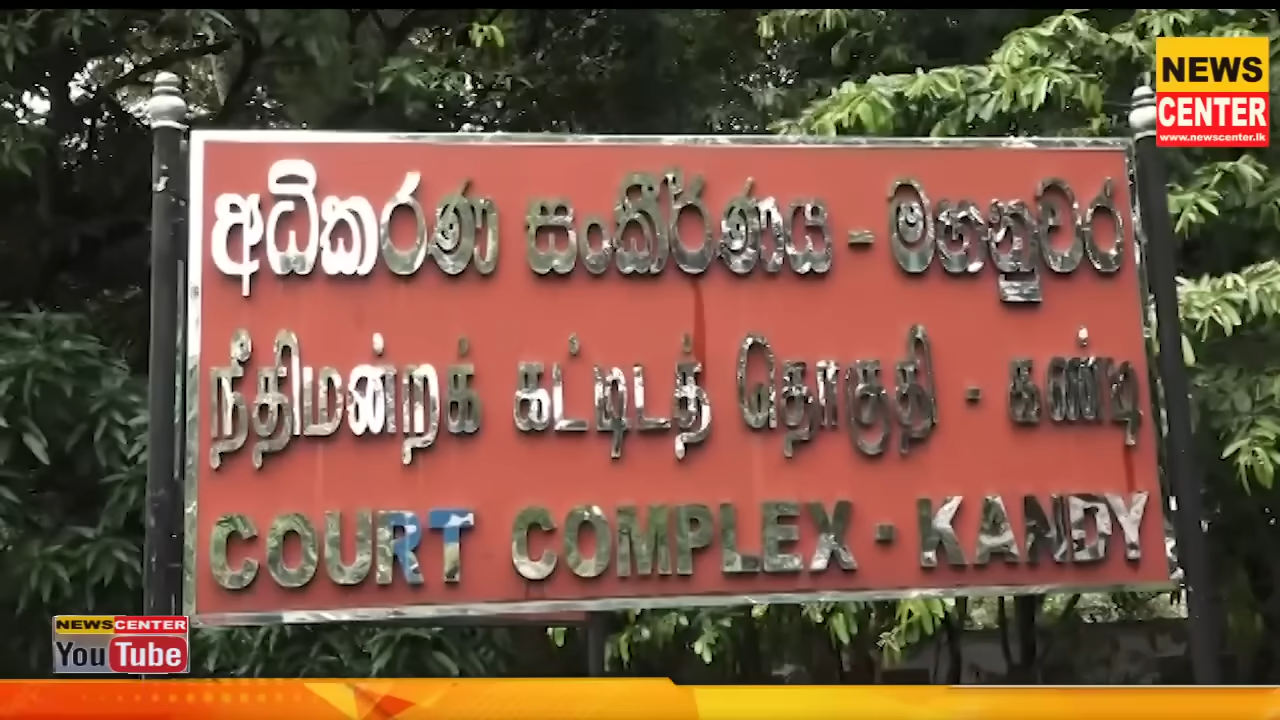 NEWS
CENTER
www.newscenter.lk
අධිකරණ සංකීර්ණය - මහනුවර
நீதிமன்றக் கட்டிடத் தொகுதி - கண்டி
COURT COMPLEX - KANDY
NEWSCENTER
YouTube